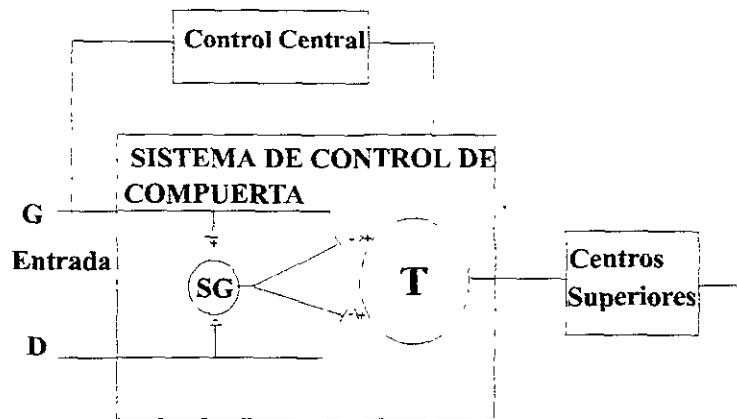 Control Central
SISTEMA DE CONTROL DE
COMPUERTA
G
Entrada
SG
T
Centros
Superiores
D